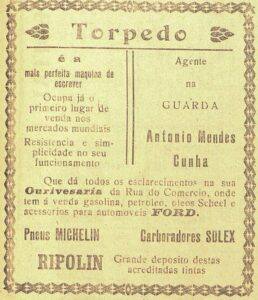 Torpedo
é a
mais perfeita maquina de
escrever
Ocupa já o
primeiro lugar de
venda nos
mercados mundiais
Resistencia e sim-
plicidade no seu
funcionamento
Agente
na
GUARDA
Antonio Mendes
Cunha
Que dá todos os esclarecimentos na sua
Ourivesaria da Rua do Comercio, onde
tem á venda gasolina, petroleo, oleos Scheel e
acessorios para automoveis FORD.
Pneus MICHELIN Carboradores SOLEX
RIPOLIN Grande deposito destas
acreditadas tintas